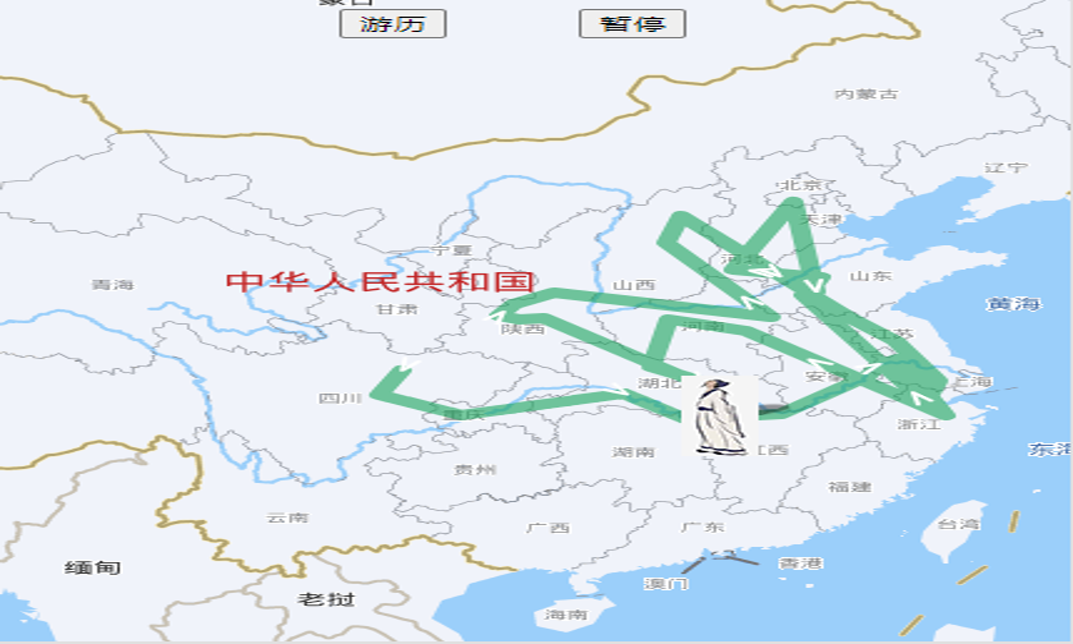 蒙古
游历
暂停
内蒙古
辽宁
北京
天津
宁夏
河北
山西
山东
青海
中华人民共和国
甘肃
黄海
陕西
河南
江苏
四川
湖北
安徽
上海
重庆
浙江
湖南
江西
东海
贵州
福建
云南
广西
广东
台湾
缅甸
澳门
香港
老挝
海南